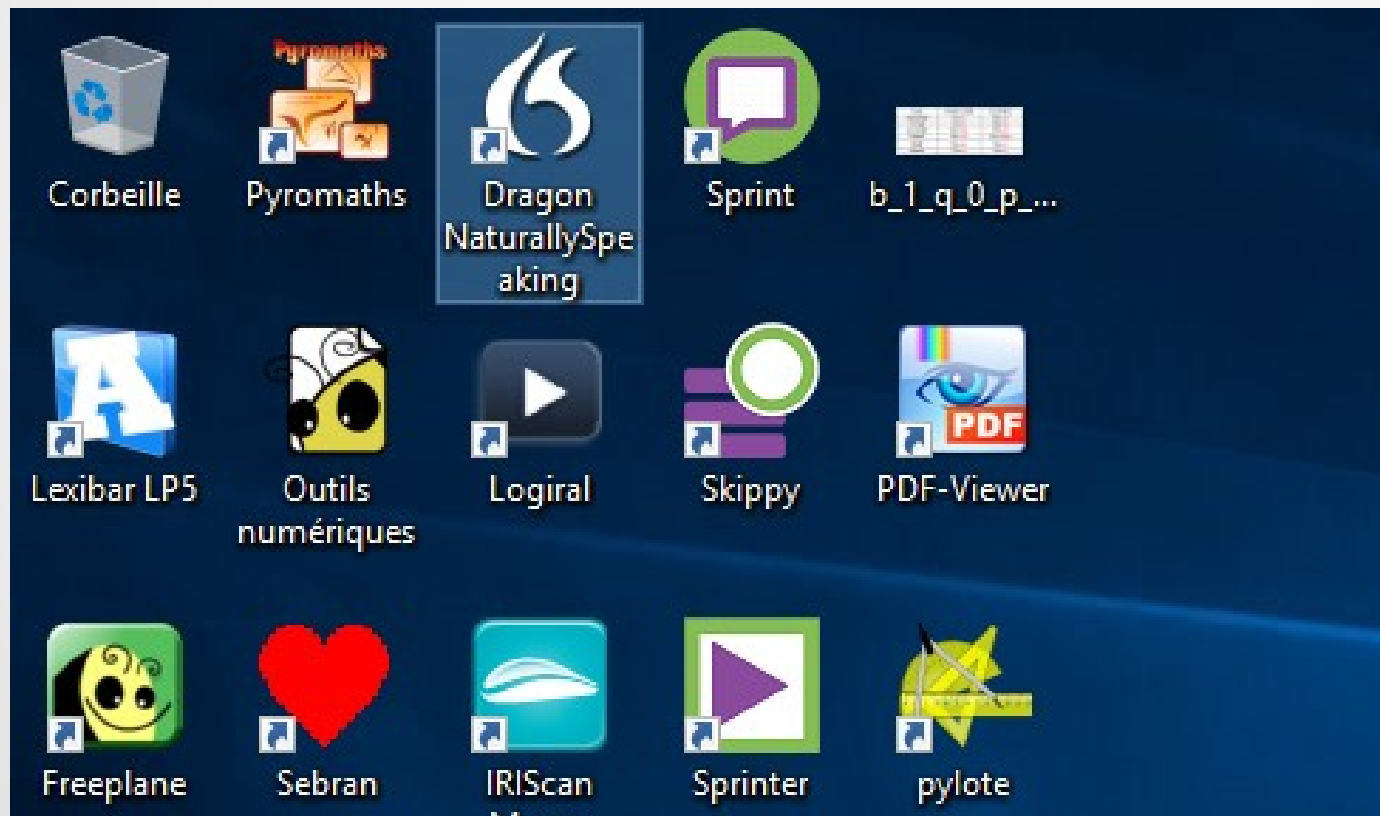 Pyromaths
Corbeille
Pyromaths
Dragon
NaturallySpe
aking
Sprint
b_1_q_0_p_...
A
Lexibar LP5
Outils
numériques
Logiral
Skippy
PDF
PDF-Viewer
Freeplane
Sebran
IRIScan
Sprinter
pylote